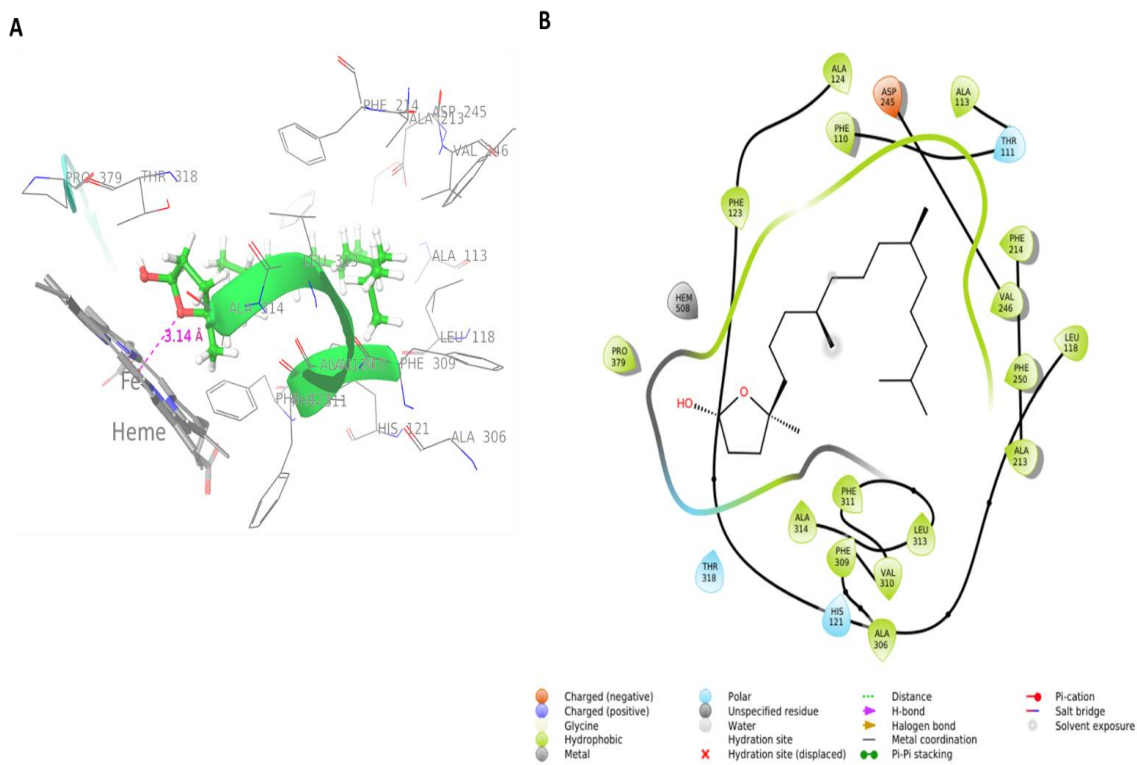 A
B
PHE 214
ASP 245
ALA 213
VAL 246
PRO 379
THR 318
ALA 113
LEU 313
ALA 314
3.14 Å
LEU 118
PHE 309
Fe
HIS 121
ALA 306
Heme
ALA
124
ASP
245
ALA
113
PHE
110
THR
111
PHE
123
PHE
214
HEM
508
VAL
246
LEU
118
PRO
379
PHE
250
O
HO
ALA
213
PHE
311
ALA
314
LEU
313
PHE
309
VAL
310
THR
318
HIS
121
ALA
306
Charged (negative)
Charged (positive)
Glycine
Hydrophobic
Metal
Polar
Unspecified residue
Water
Hydration site
Hydration site (displaced)
Distance
H-bond
Halogen bond
Metal coordination
Pi-Pi stacking
Pi-cation
Salt bridge
Solvent exposure